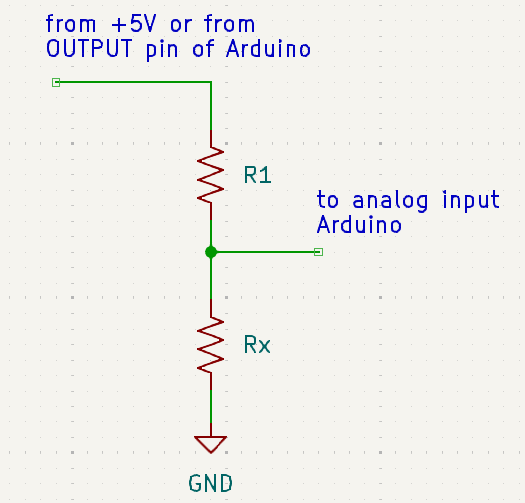 from +5V or from
OUTPUT pin of Arduino
R1
to analog input
Arduino
Rx
GND